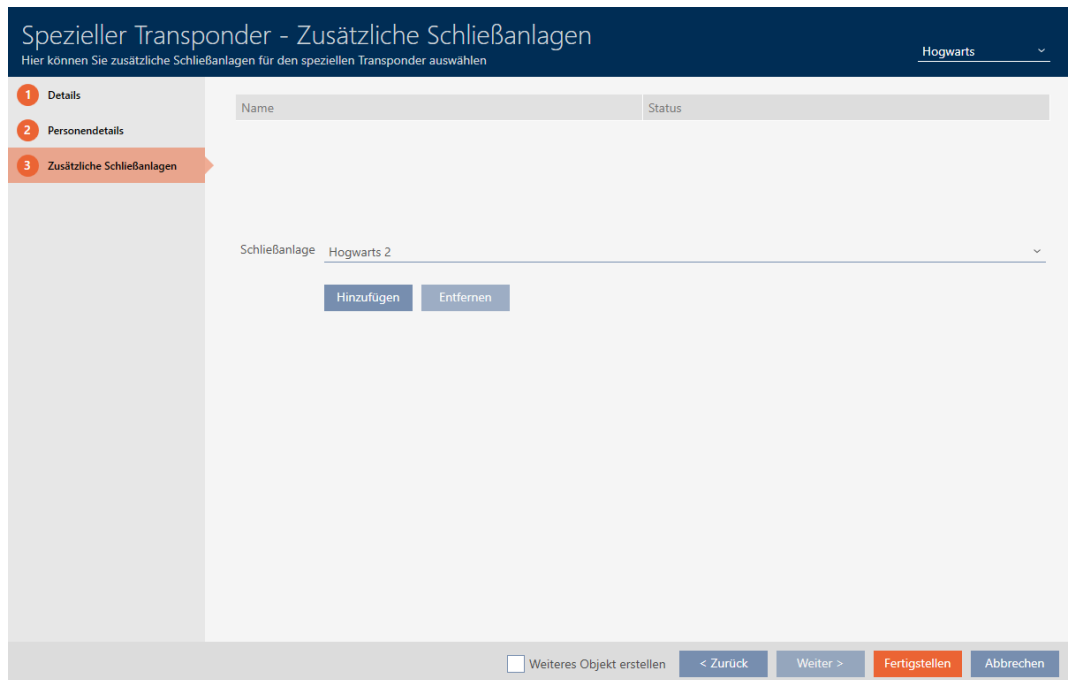 Spezieller Transponder - Zusätzliche Schließanlagen
Hier können Sie zusätzliche Schließanlagen für den speziellen Transponder auswählen
Hogwarts
1 Details
2 Personendetails
3 Zusätzliche Schließanlagen
Name Status
Schließanlage Hogwarts 2
Hinzufügen Entfernen
Weiteres Objekt erstellen < Zurück Weiter > Fertigstellen Abbrechen